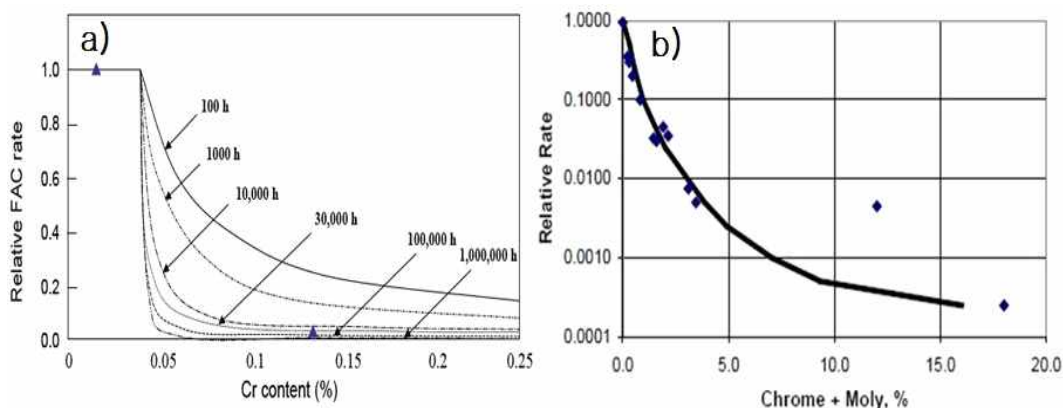 a)
Relative FAC rate
1.0
0.8
0.6
0.4
0.2
0.0
100 h
1000 h
10,000 h
30,000 h
100,000 h
1,000,000 h
0 0.05 0.1 0.15 0.2 0.25
Cr content (%)
b)
Relative Rate
1.0000
0.1000
0.0100
0.0010
0.0001
0.0 5.0 10.0 15.0 20.0
Chrome + Moly, %